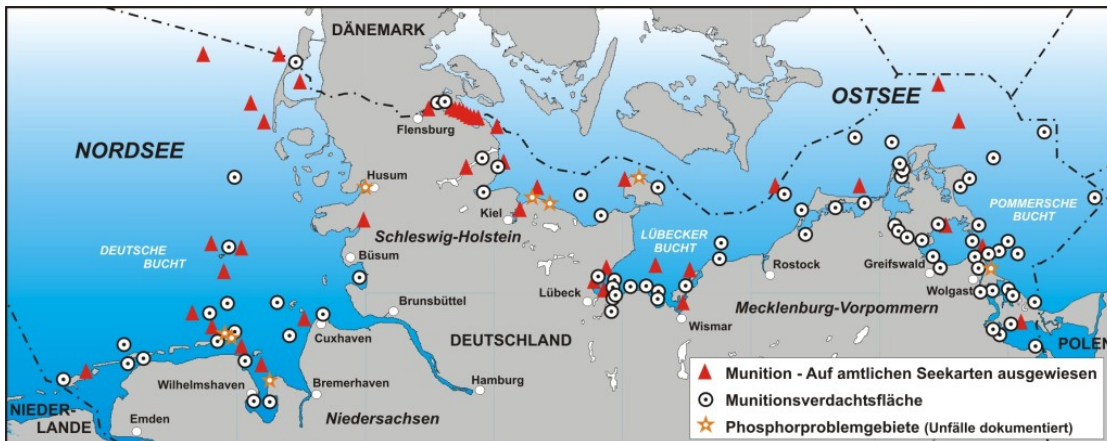 DÄNEMARK
NORDSEE
OSTSEE
Flensburg
Husum
Kiel
Schleswig-Holstein
DEUTSCHE
BUCHT
Büsum
LÜBECKER
BUCHT
POMMERSCHE
BUCHT
Rostock
Greifswald
Wolgast
Brunsbüttel
Lübeck
Mecklenburg-Vorpommern
Cuxhaven
DEUTSCHLAND
Wismar
POLEN
Wilhelmshaven
Bremerhaven
Hamburg
NIEDER-
LANDE
Emden
Niedersachsen
Munition - Auf amtlichen Seekarten ausgewiesen
Munitionsverdachtsfläche
Phosphorproblemgebiete (Unfälle dokumentiert)